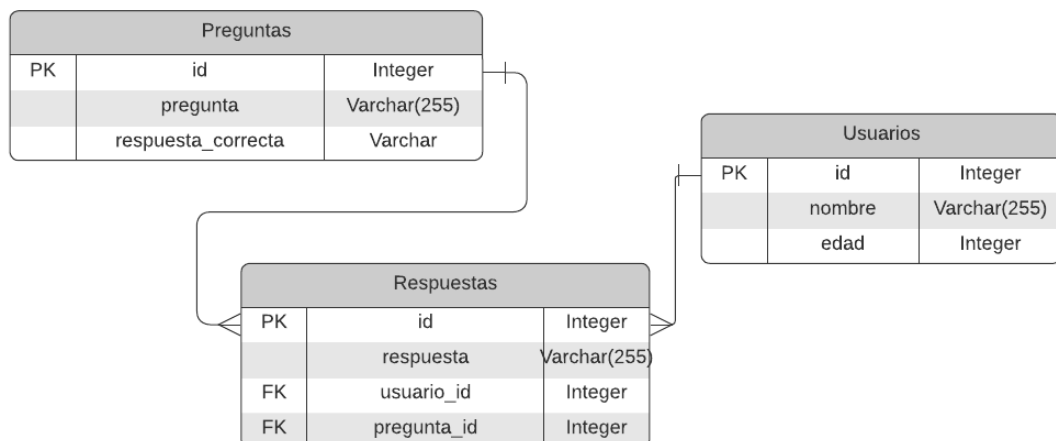 Preguntas
PK id Integer
pregunta Varchar(255)
respuesta_correcta Varchar
Usuarios
PK id Integer
nombre Varchar(255)
edad Integer
Respuestas
PK id Integer
respuesta Varchar(255)
FK usuario_id Integer
FK pregunta_id Integer